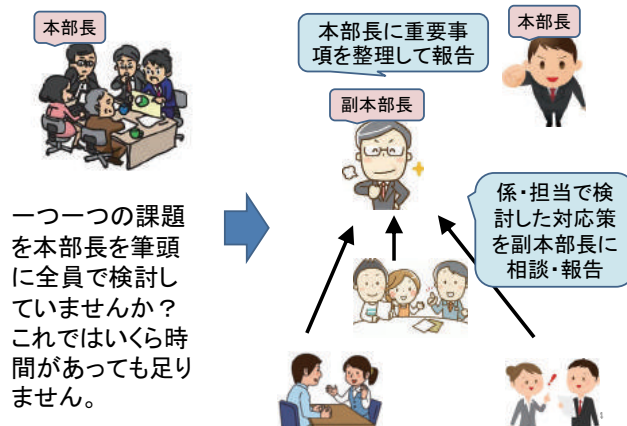 本部長
一つ一つの課題
を本部長を筆頭
に全員で検討し
ていませんか？
これではいくら時
間があっても足り
ません。
本部長に重要事
項を整理して報告
本部長
副本部長
係・担当で検
討した対応策
を副本部長に
相談・報告
1